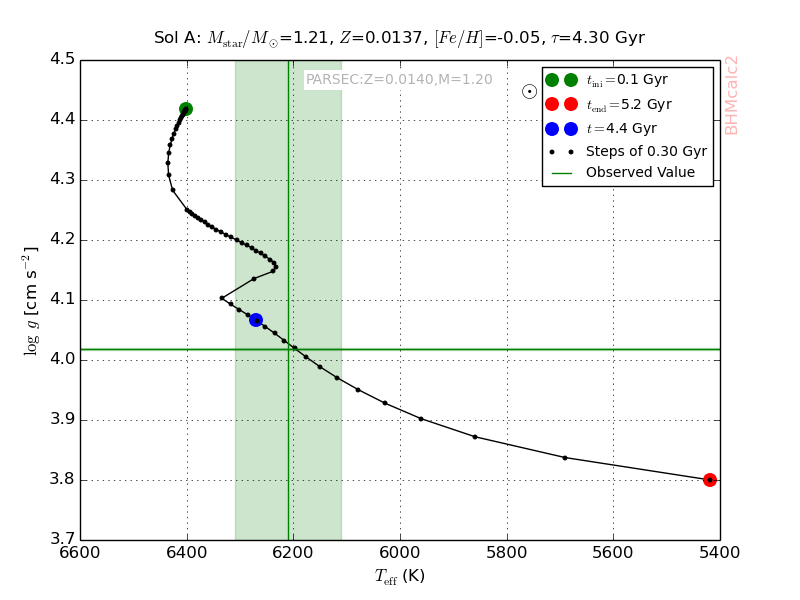 Sol A: M_star/M_⊙=1.21, Z=0.0137, [Fe/H]=-0.05, τ=4.30 Gyr
PARSEC:Z=0.0140,M=1.20
⊙
t_ini=0.1 Gyr
t_end=5.2 Gyr
t=4.4 Gyr
Steps of 0.30 Gyr
Observed Value
BHMcalc2
4.5
4.4
4.3
4.2
4.1
4.0
3.9
3.8
3.7
log g [cm s⁻²]
6600 6400 6200 6000 5800 5600 5400
T_eff (K)